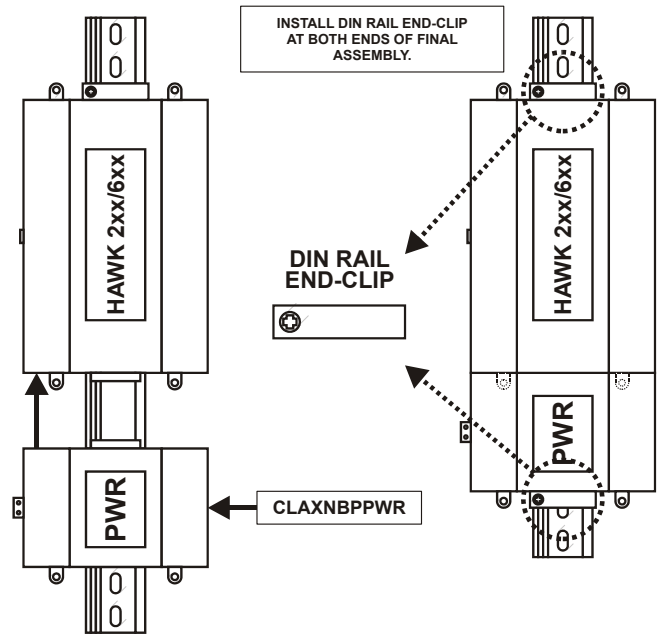 INSTALL DIN RAIL END-CLIP
AT BOTH ENDS OF FINAL
ASSEMBLY.
HAWK 2xx/6xx
HAWK 2xx/6xx
DIN RAIL
END-CLIP
PWR
PWR
CLAXNBPPWR